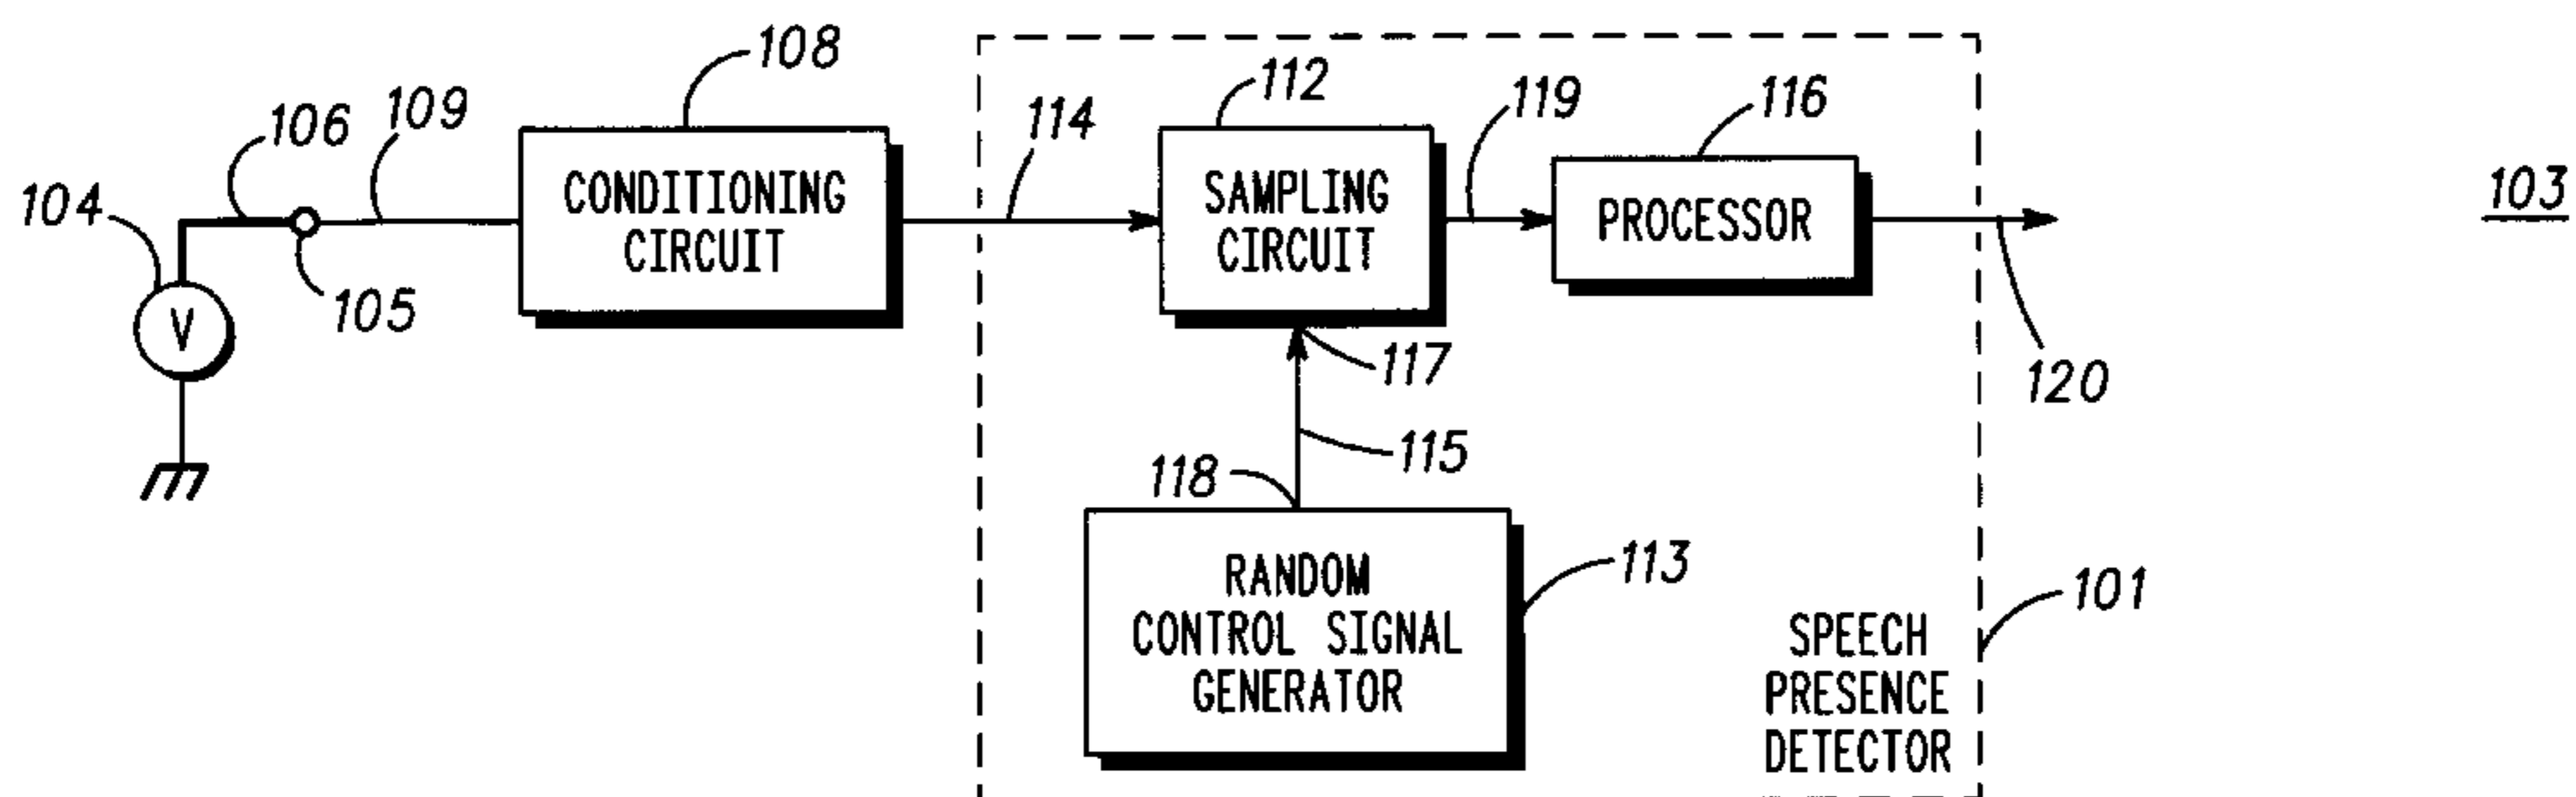 108
112
116
106
109
114
119
103
104
CONDITIONING
CIRCUIT
SAMPLING
CIRCUIT
PROCESSOR
105
V
117
120
115
118
113
RANDOM
CONTROL SIGNAL
GENERATOR
101
SPEECH
PRESENCE
DETECTOR